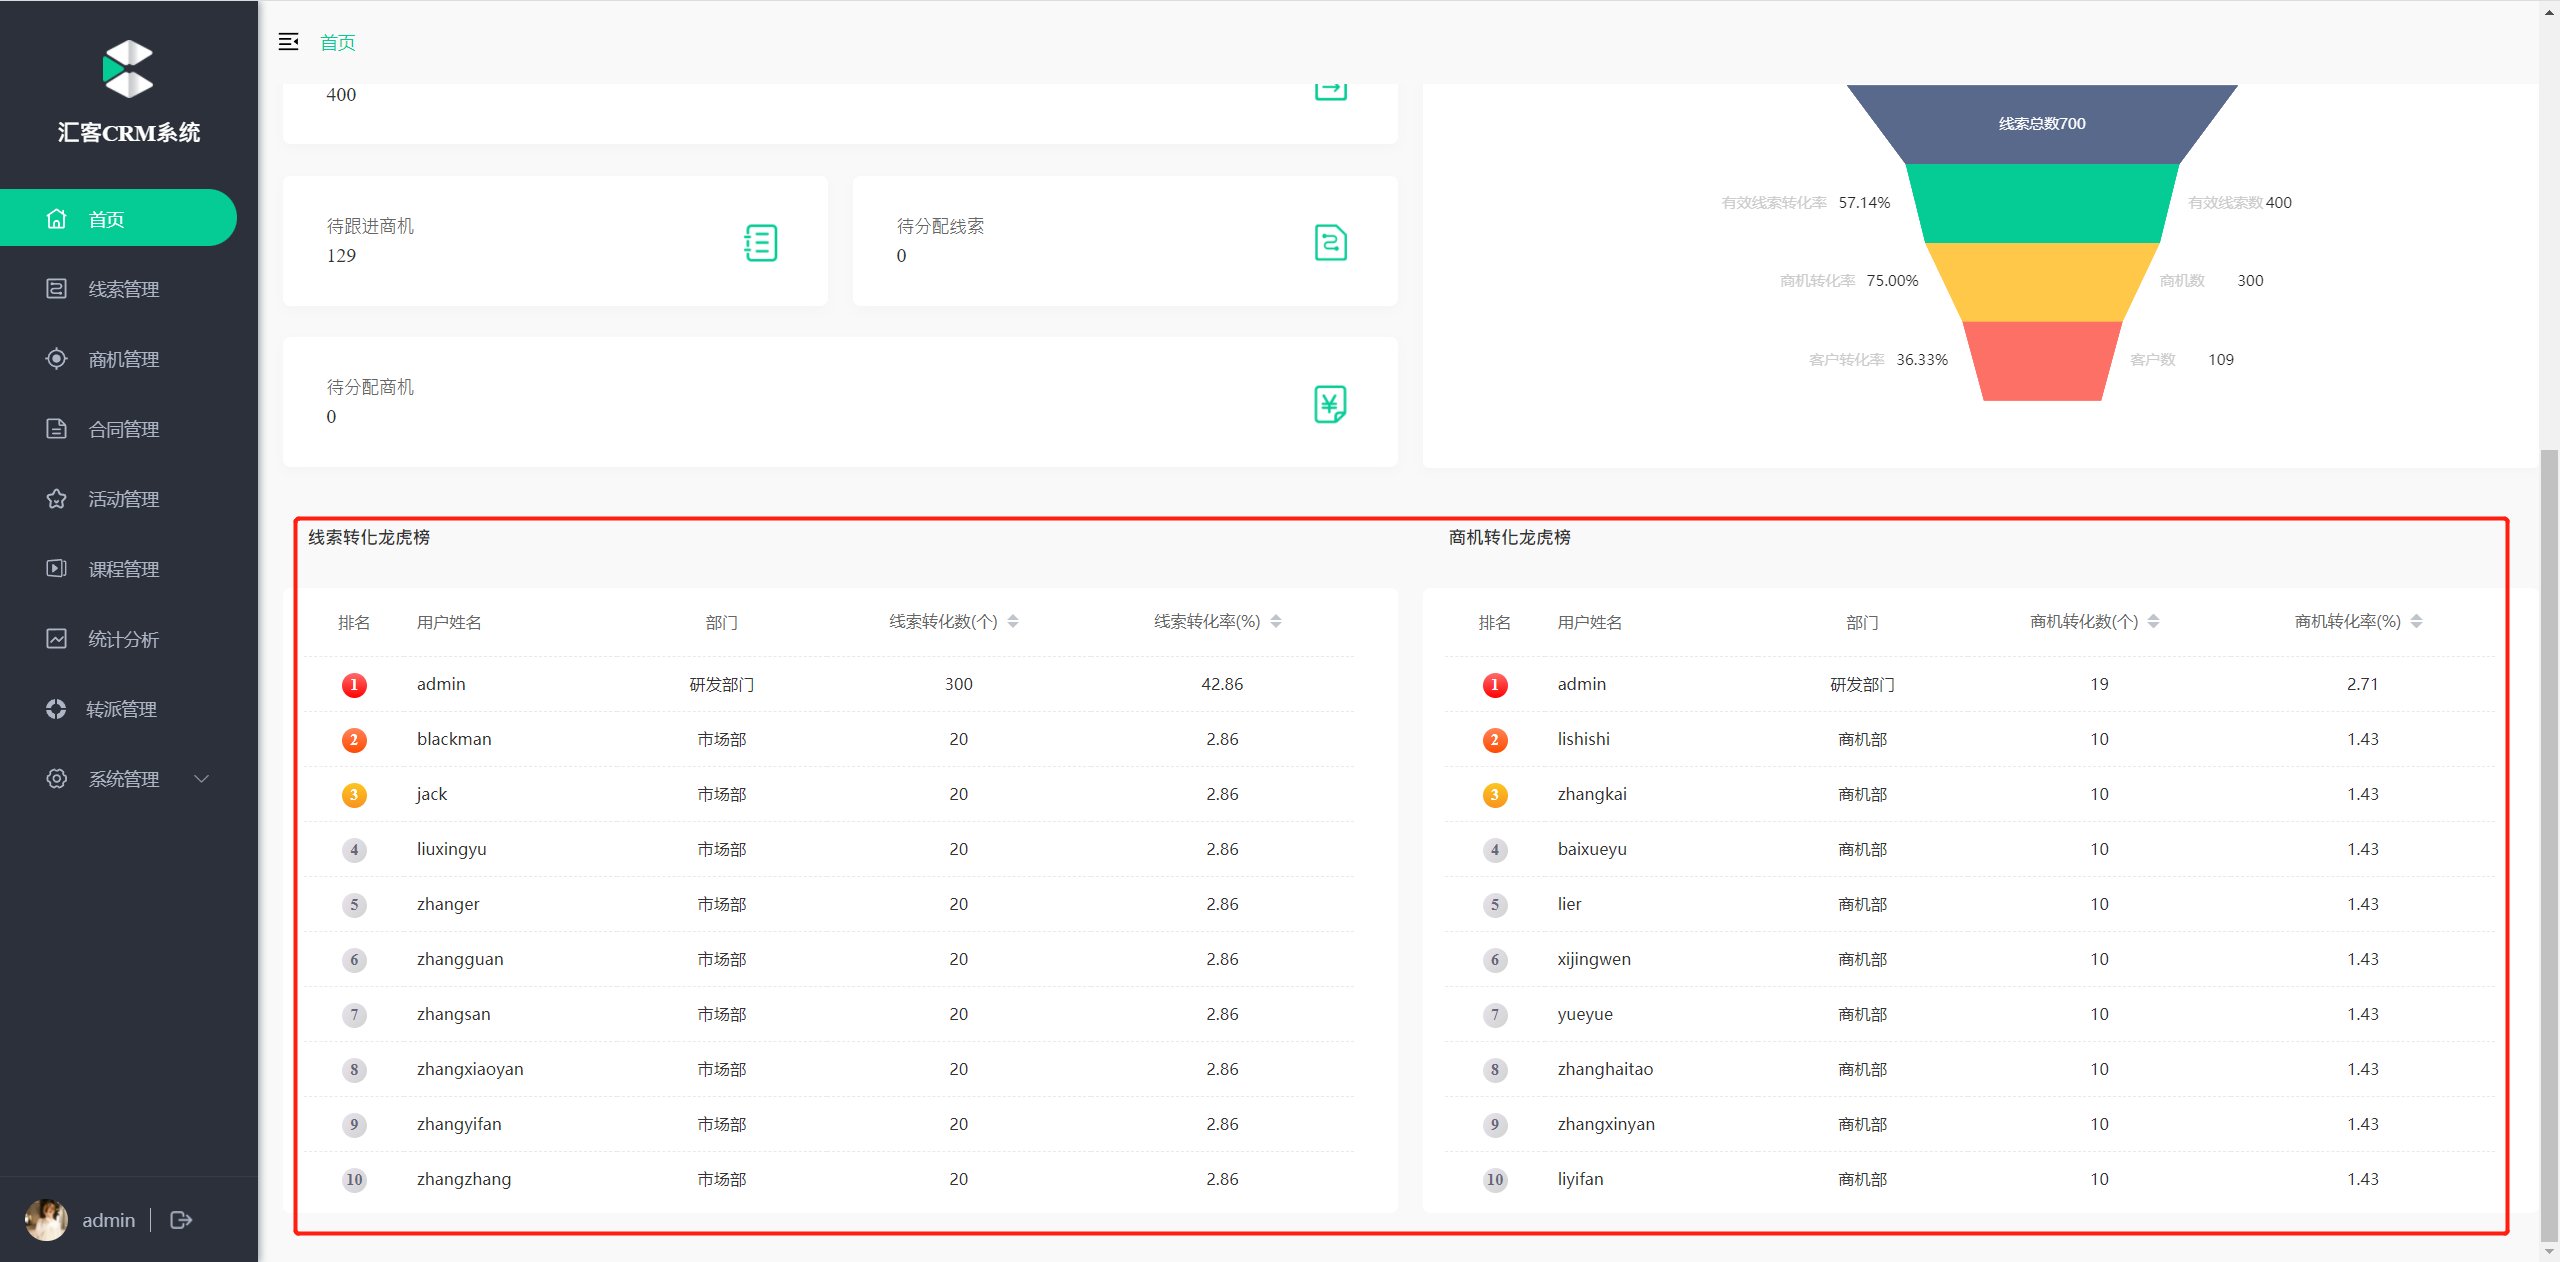 汇客CRM系统
首页
线索管理
商机管理
合同管理
活动管理
课程管理
统计分析
转派管理
系统管理
admin
首页
400
待跟进商机
129
待分配线索
0
待分配商机
0
线索总数700
有效线索转化率 57.14% 有效线索数 400
商机转化率 75.00% 商机数 300
客户转化率 36.33% 客户数 109
线索转化龙虎榜
排名 用户姓名 部门 线索转化数(个) 线索转化率(%)
1 admin 研发部门 300 42.86
2 blackman 市场部 20 2.86
3 jack 市场部 20 2.86
4 liuxingyu 市场部 20 2.86
5 zhanger 市场部 20 2.86
6 zhangguan 市场部 20 2.86
7 zhangsan 市场部 20 2.86
8 zhangxiaoyan 市场部 20 2.86
9 zhangyifan 市场部 20 2.86
10 zhangzhang 市场部 20 2.86
商机转化龙虎榜
排名 用户姓名 部门 商机转化数(个) 商机转化率(%)
1 admin 研发部门 19 2.71
2 lishishi 商机部 10 1.43
3 zhangkai 商机部 10 1.43
4 baixueyu 商机部 10 1.43
5 lier 商机部 10 1.43
6 xijingwen 商机部 10 1.43
7 yueyue 商机部 10 1.43
8 zhanghaitao 商机部 10 1.43
9 zhangxinyan 商机部 10 1.43
10 liyifan 商机部 10 1.43